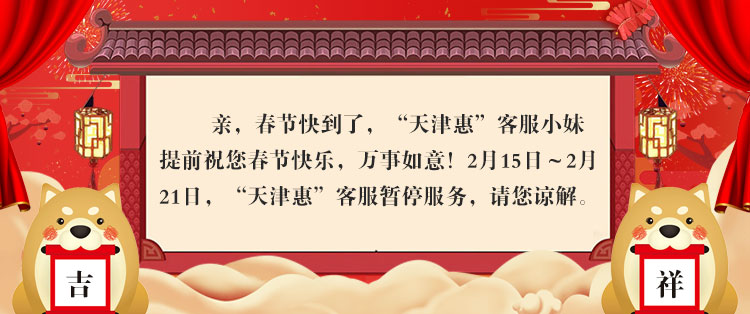 亲，春节快到了，“天津惠”客服小妹
提前祝您春节快乐，万事如意！2月15日～2月
21日，“天津惠”客服暂停服务，请您谅解。
吉
祥